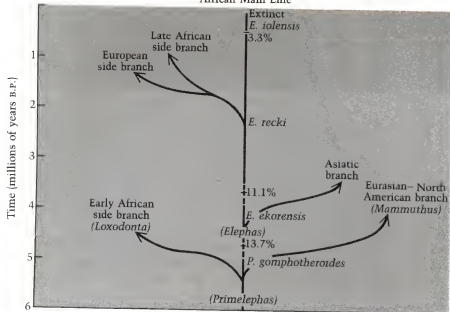 African Main Line
Extinct
E. iolensis
3.3%
Late African
side branch
European
side branch
1
2
E. recki
3
Asiatic
branch
11.1%
Eurasian–North
American branch
(Mammuthus)
Early African
side branch
(Loxodonta)
4
E. ekorensis
(Elephas)
13.7%
P. gomphotheroides
5
(Primelephas)
6
Time (millions of years B.P.)